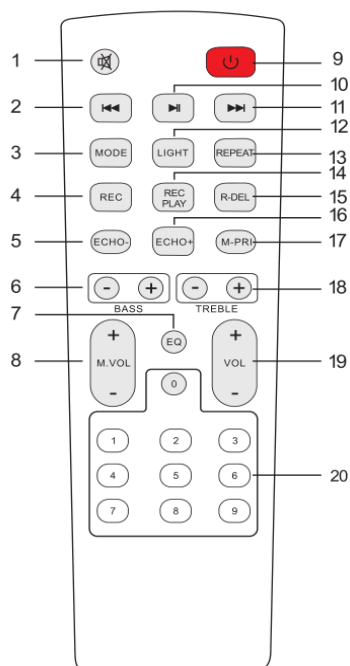 1
9
10
2
11
12
3 MODE LIGHT REPEAT
13
14
4 REC REC PLAY R-DEL
15
16
5 ECHO- ECHO+ M-PRI
17
6 - + - + 18
BASS TREBLE
7 EQ
+ +
8 M.VOL VOL 19
- -
0
1 2 3
4 5 6 20
7 8 9